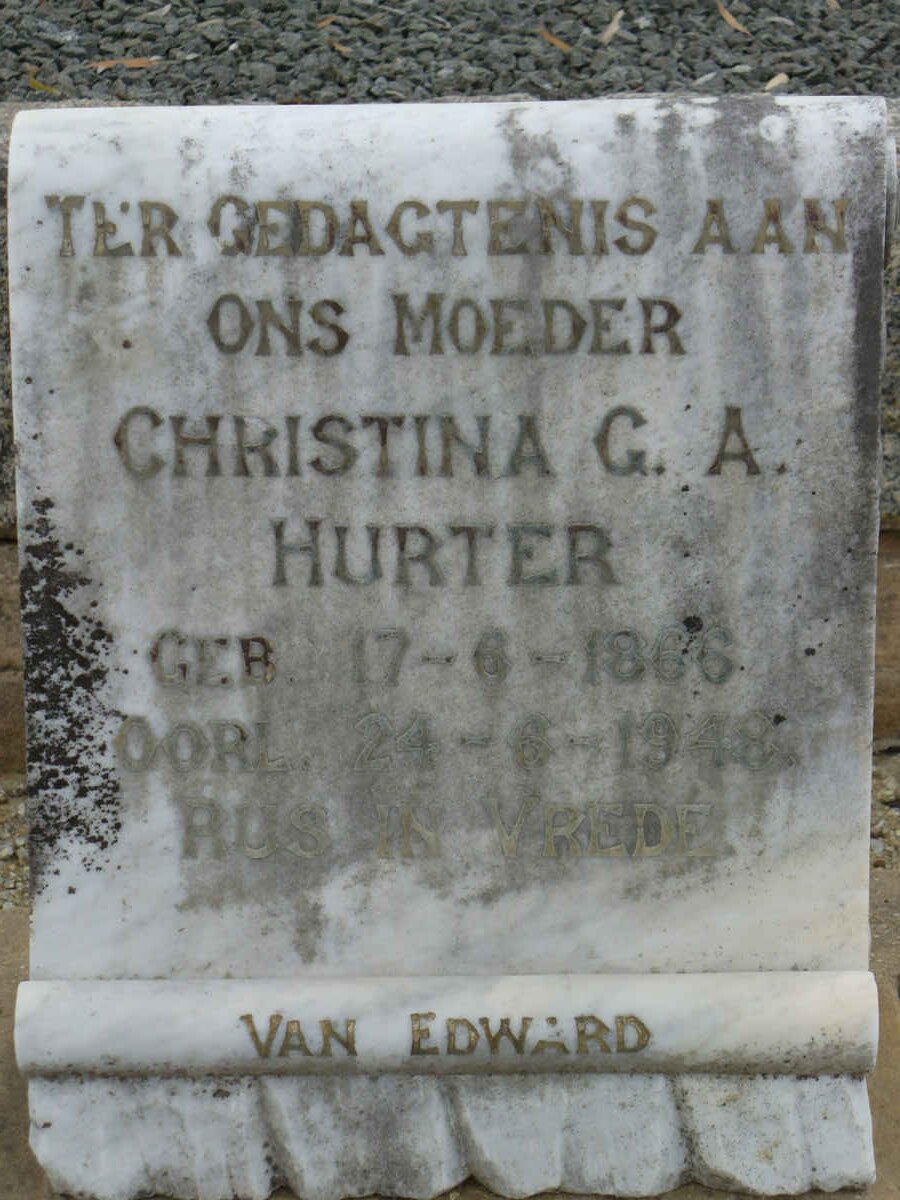 TER GEDAGTENIS AAN
ONS MOEDER
CHRISTINA G. A.
HURTER
GEB. 17-6-1866
OORL. 24-6-1948.
RUS IN VREDE
VAN EDWARD